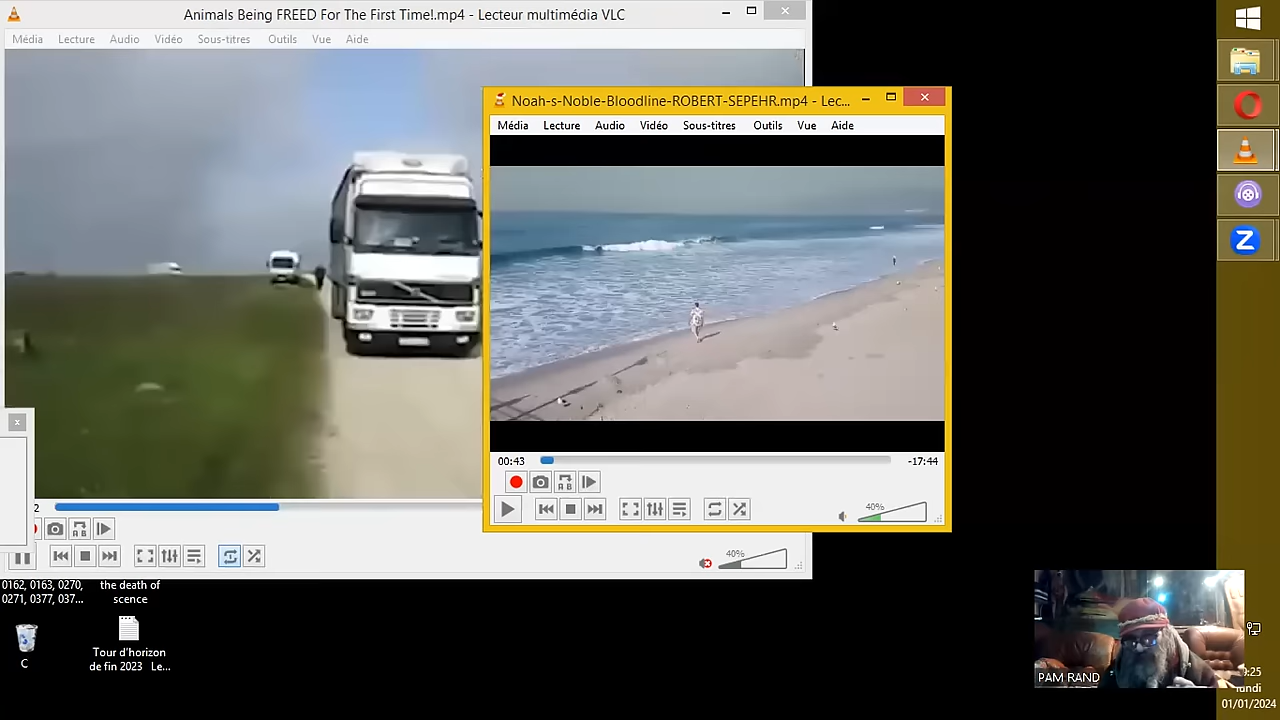 Animals Being FREED For The First Time!.mp4 - Lecteur multimédia VLC
Média Lecture Audio Vidéo Sous-titres Outils Vue Aide
Noah-s-Noble-Bloodline-ROBERT-SEPEHR.mp4 - Lec...
Média Lecture Audio Vidéo Sous-titres Outils Vue Aide
00:43 -17:44
A B
40%
2
A B
40%
0162, 0163, 0270,
0271, 0377, 037...
the death of
scence
C
Tour d'horizon
de fin 2023 Le...
Z
PAM RAND
:25
lundi
01/01/2024